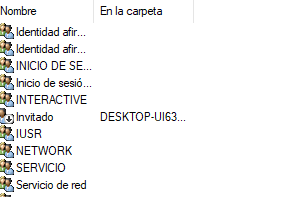 Nombre En la carpeta
Identidad afir...
Identidad afir...
INICIO DE SE...
Inicio de sesió...
INTERACTIVE
Invitado DESKTOP-UI63...
IUSR
NETWORK
SERVICIO
Servicio de red